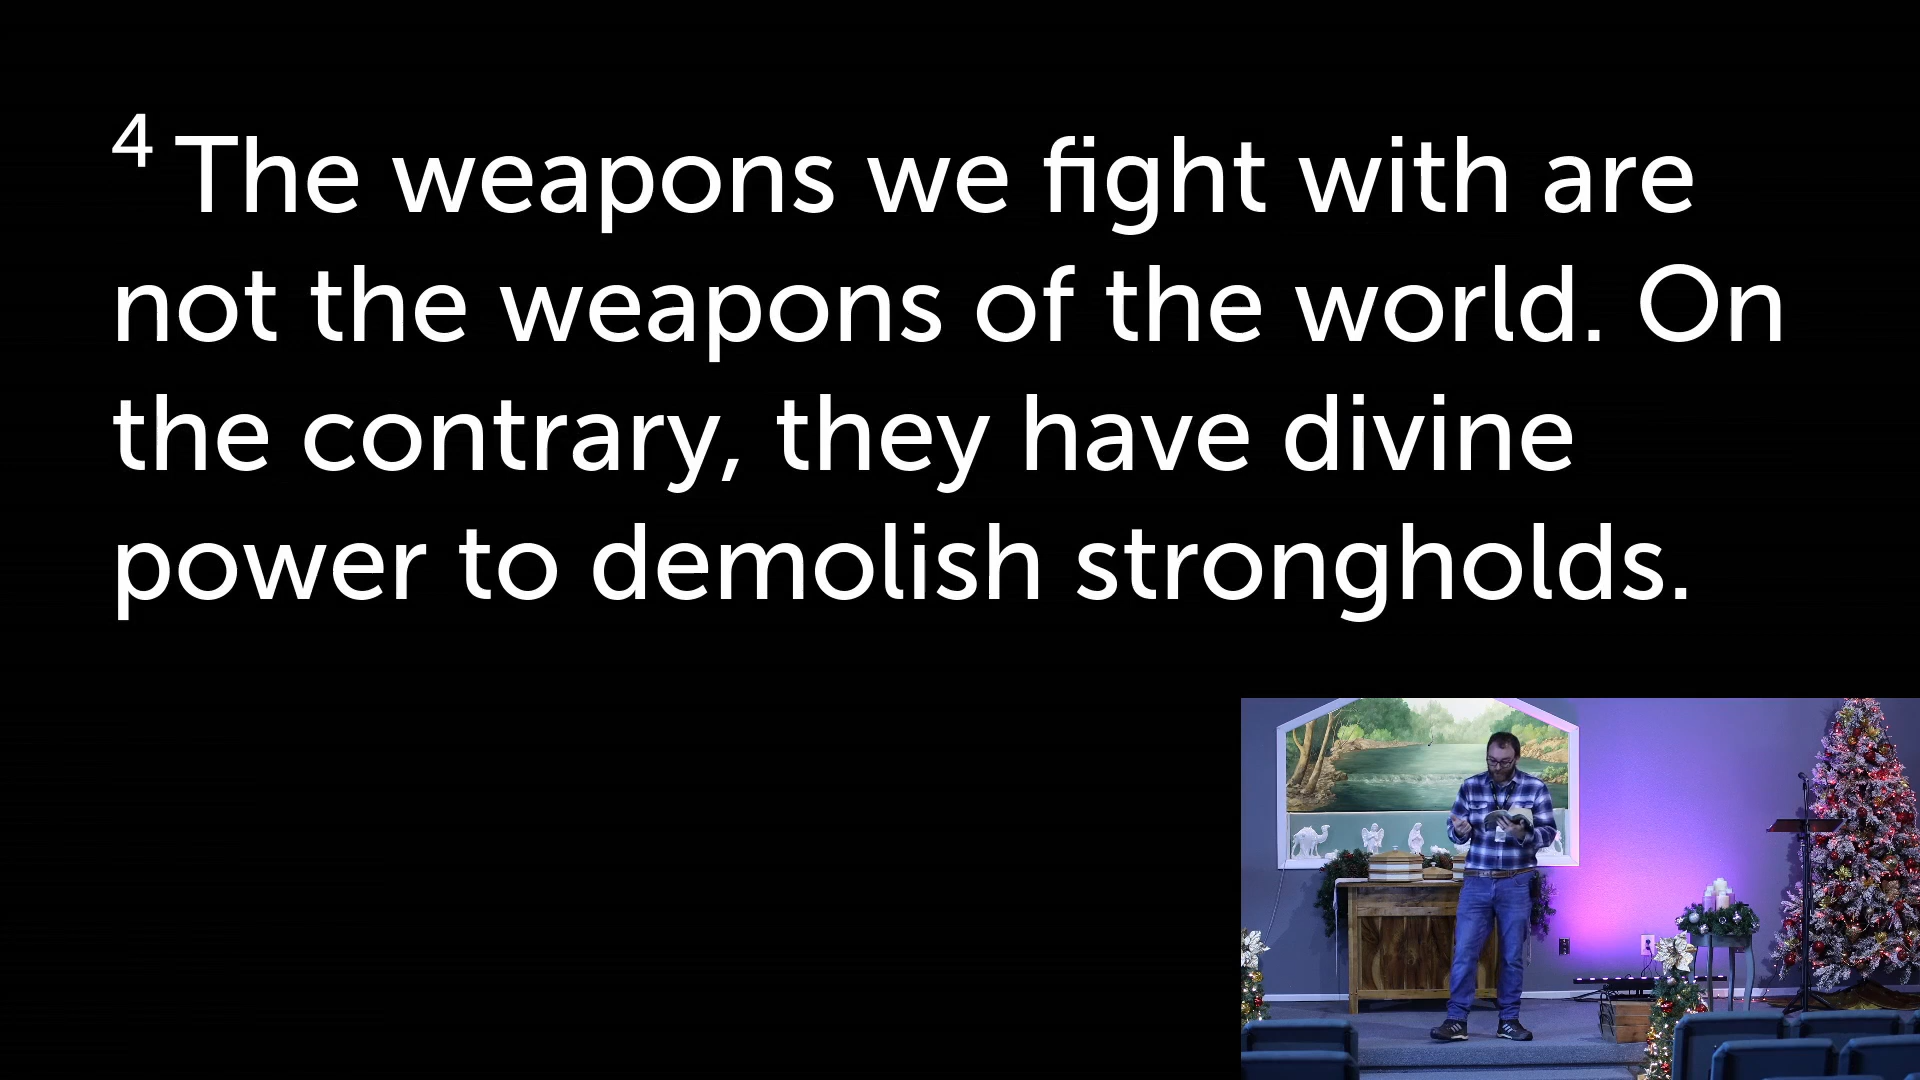 4 The weapons we fight with are
not the weapons of the world. On
the contrary, they have divine
power to demolish strongholds.